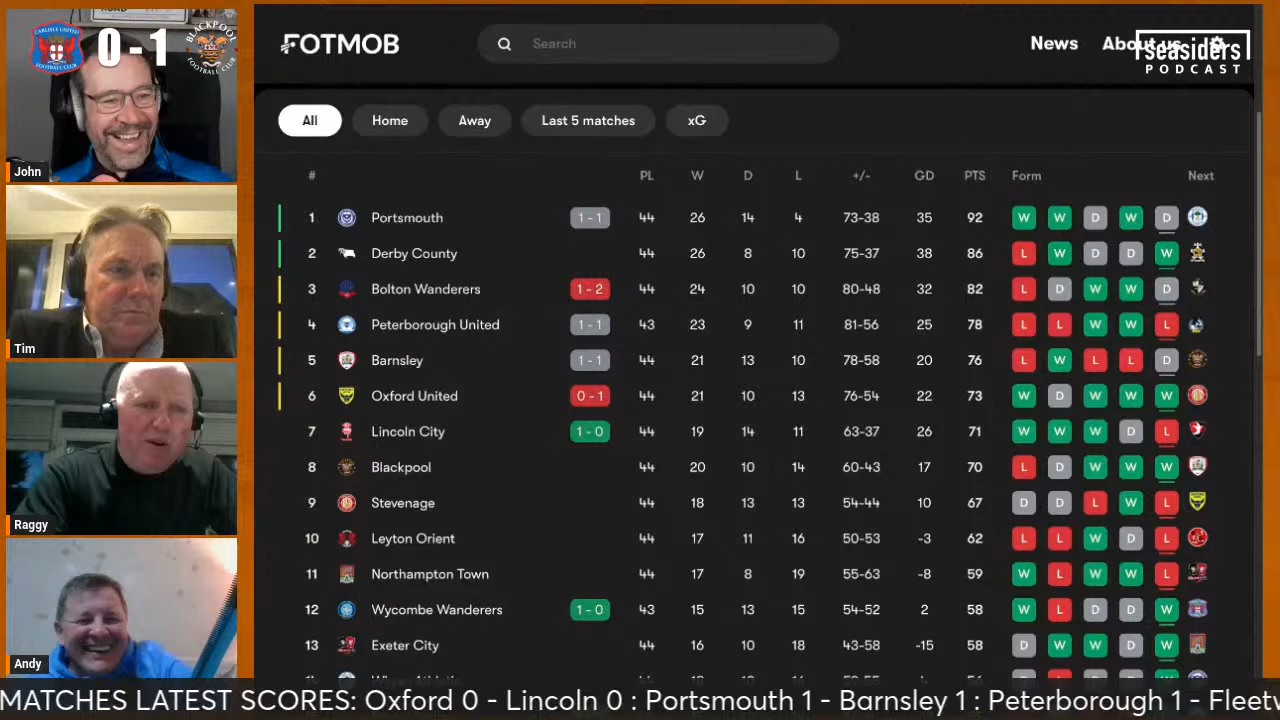 ROAD
CARLISLE UNITED
FOOTBALL CLUB
0 - 1
BLACKPOOL
FOOTBALL CLUB
John
Tim
Raggy
Andy
FOTMOB
Search
News
About us
Seasiders
PODCAST
All Home Away Last 5 matches xG
# PL W D L +/- GD PTS Form Next
1 Portsmouth 1 - 1 44 26 14 4 73-38 35 92 W W D W D
2 Derby County 44 26 8 10 75-37 38 86 L W D D W
3 Bolton Wanderers 1 - 2 44 24 10 10 80-48 32 82 L D W W D
4 Peterborough United 1 - 1 43 23 9 11 81-56 25 78 L L W W L
5 Barnsley 1 - 1 44 21 13 10 78-58 20 76 L W L L D
6 Oxford United 0 - 1 44 21 10 13 76-54 22 73 W D W W W
7 Lincoln City 1 - 0 44 19 14 11 63-37 26 71 W W W D L
8 Blackpool 44 20 10 14 60-43 17 70 L D W W W
9 Stevenage 44 18 13 13 54-44 10 67 D D L W L
10 Leyton Orient 44 17 11 16 50-53 -3 62 L L W D L
11 Northampton Town 44 17 8 19 55-63 -8 59 W L W W L
12 Wycombe Wanderers 1 - 0 43 15 13 15 54-52 2 58 W L D D W
13 Exeter City 44 16 10 18 43-58 -15 58 D W W D W
MATCHES LATEST SCORES: Oxford 0 - Lincoln 0 : Portsmouth 1 - Barnsley 1 : Peterborough 1 - Fleetw